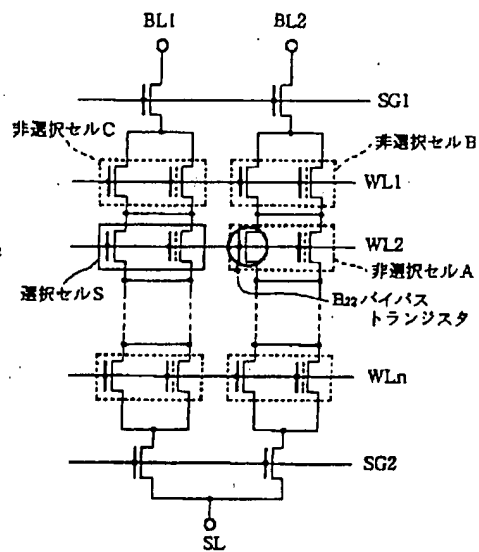 BL1 BL2
SG1
非選択セルC
非選択セルB
WL1
WL2
選択セルS
非選択セルA
B22バイパス
トランジスタ
WLn
SG2
SL